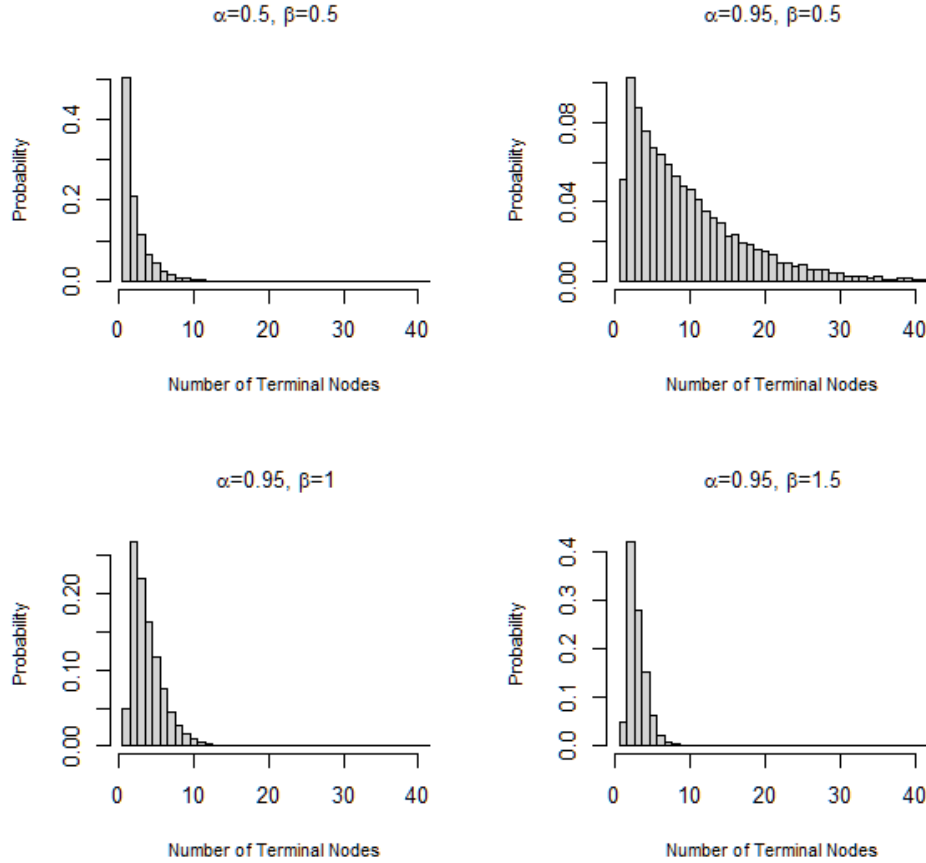 α=0.5, β=0.5
Probability
0.0 0.2 0.4
0 10 20 30 40
Number of Terminal Nodes
α=0.95, β=0.5
Probability
0.00 0.04 0.08
0 10 20 30 40
Number of Terminal Nodes
α=0.95, β=1
Probability
0.00 0.10 0.20
0 10 20 30 40
Number of Terminal Nodes
α=0.95, β=1.5
Probability
0.0 0.1 0.2 0.3 0.4
0 10 20 30 40
Number of Terminal Nodes